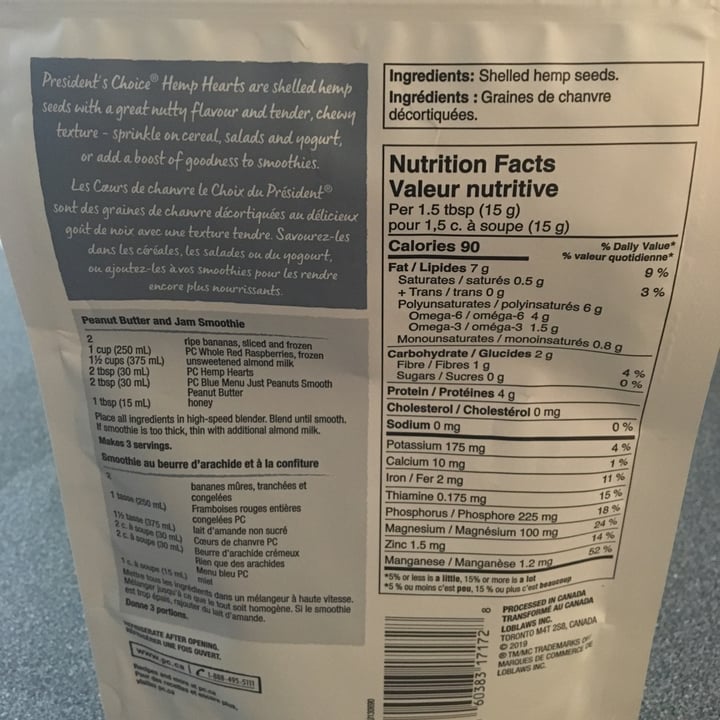 President's Choice® Hemp Hearts are shelled hemp
seeds with a great nutty flavour and tender, chewy
texture - sprinkle on cereal, salads and yogurt,
or add a boost of goodness to smoothies.
Les Cœurs de chanvre le Choix du Président®
sont des graines de chanvre décortiquées au délicieux
goût de noix avec une texture tendre. Savourez-les
dans les céréales, les salades ou du yogourt,
ou ajoutez-les à vos smoothies pour les rendre
encore plus nourrissants.
Peanut Butter and Jam Smoothie
2 ripe bananas, sliced and frozen
1 cup (250 mL) PC Whole Red Raspberries, frozen
1½ cups (375 mL) unsweetened almond milk
2 tbsp (30 mL) PC Hemp Hearts
2 tbsp (30 mL) PC Blue Menu Just Peanuts Smooth
Peanut Butter
1 tbsp (15 mL) honey
Place all ingredients in high-speed blender. Blend until smooth.
If smoothie is too thick, thin with additional almond milk.
Makes 3 servings.
Smoothie au beurre d'arachide et à la confiture
2 bananes mûres, tranchées et
congelées
1 tasse (250 mL) Framboises rouges entières
congelées PC
1½ tasse (375 mL) lait d'amande non sucré
2 c. à soupe (30 mL) Cœurs de chanvre PC
2 c. à soupe (30 mL) Beurre d'arachide crémeux
Rien que des arachides
Menu bleu PC
1 c. à soupe (15 mL) miel
Mettre tous les ingrédients dans un mélangeur à haute vitesse.
Mélanger jusqu'à ce que le tout soit homogène. Si le smoothie
est trop épais, rajouter du lait d'amande.
Donne 3 portions.
REFRIGERATE AFTER OPENING.
RÉFRIGÉRER UNE FOIS OUVERT.
www.pc.ca 1-888-495-5111
Recipes and more at pc.ca
Pour des recettes et encore plus,
visitez pc.ca
Ingredients: Shelled hemp seeds.
Ingrédients : Graines de chanvre
décortiquées.
Nutrition Facts
Valeur nutritive
Per 1.5 tbsp (15 g)
pour 1,5 c. à soupe (15 g)
Calories 90 % Daily Value*
% valeur quotidienne*
Fat / Lipides 7 g 9 %
Saturates / saturés 0.5 g 3 %
+ Trans / trans 0 g
Polyunsaturates / polyinsaturés 6 g
Omega-6 / oméga-6 4 g
Omega-3 / oméga-3 1.5 g
Monounsaturates / monoinsaturés 0.8 g
Carbohydrate / Glucides 2 g
Fibre / Fibres 1 g 4 %
Sugars / Sucres 0 g 0 %
Protein / Protéines 4 g
Cholesterol / Cholestérol 0 mg
Sodium 0 mg 0 %
Potassium 175 mg 4 %
Calcium 10 mg 1 %
Iron / Fer 2 mg 11 %
Thiamine 0.175 mg 15 %
Phosphorus / Phosphore 225 mg 18 %
Magnesium / Magnésium 100 mg 24 %
Zinc 1.5 mg 14 %
Manganese / Manganèse 1.2 mg 52 %
*5% or less is a little, 15% or more is a lot
*5 % ou moins c'est peu, 15 % ou plus c'est beaucoup
60383 17172 8
PROCESSED IN CANADA
TRANSFORMÉ AU CANADA
LOBLAWS INC.
TORONTO M4T 2S8, CANADA
© 2019
®TM/MC TRADEMARKS OF
MARQUES DE COMMERCE DE
LOBLAWS INC.